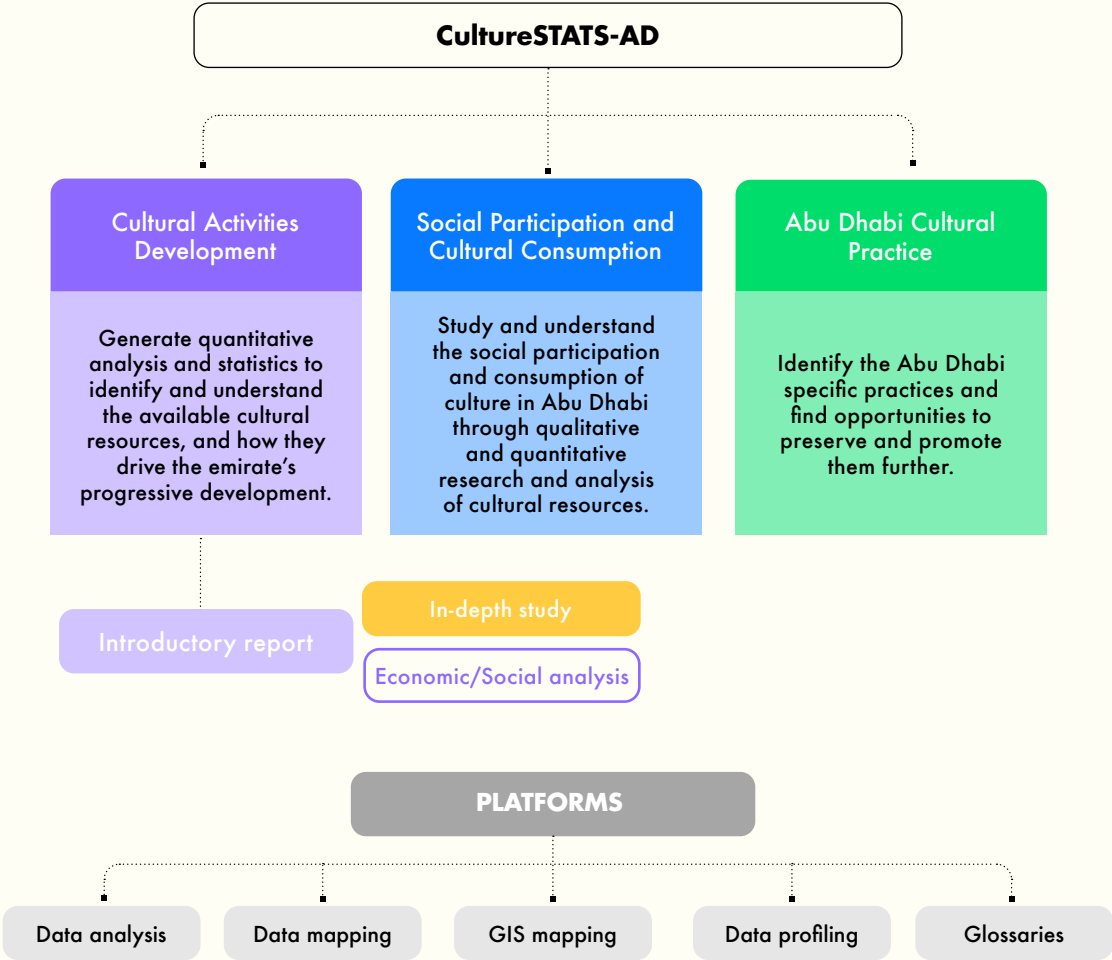 CultureSTATS-AD
Cultural Activities
Development
Generate quantitative
analysis and statistics to
identify and understand
the available cultural
resources, and how they
drive the emirate's
progressive development.
Social Participation and
Cultural Consumption
Study and understand
the social participation
and consumption of
culture in Abu Dhabi
through qualitative
and quantitative
research and analysis
of cultural resources.
Abu Dhabi Cultural
Practice
Identify the Abu Dhabi
specific practices and
find opportunities to
preserve and promote
them further.
Introductory report
In-depth study
Economic/Social analysis
PLATFORMS
Data analysis
Data mapping
GIS mapping
Data profiling
Glossaries